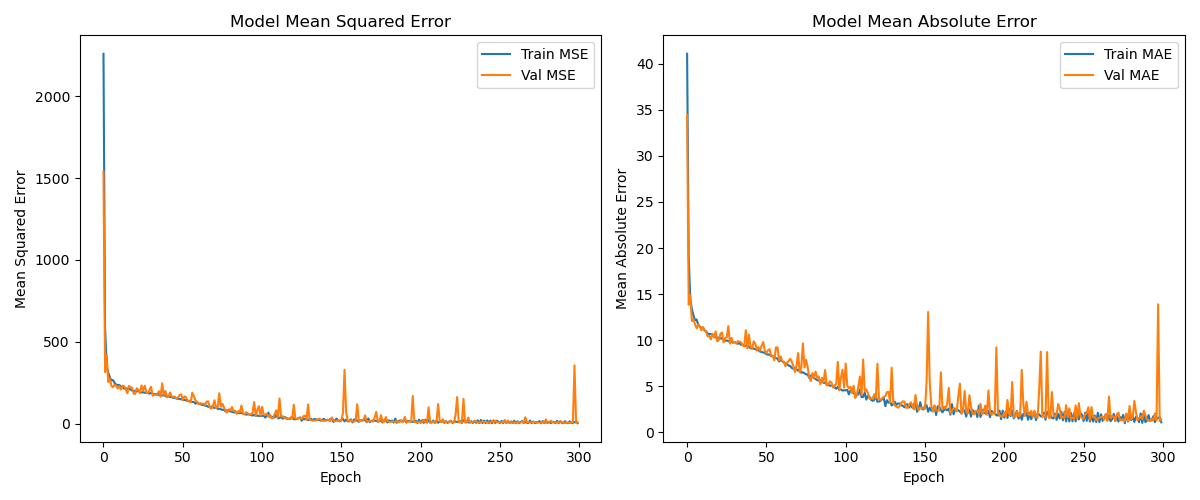 Model Mean Squared Error
Mean Squared Error
2000
1500
1000
500
0
0 50 100 150 200 250 300
Epoch
Train MSE
Val MSE
Model Mean Absolute Error
Mean Absolute Error
40
35
30
25
20
15
10
5
0
0 50 100 150 200 250 300
Epoch
Train MAE
Val MAE